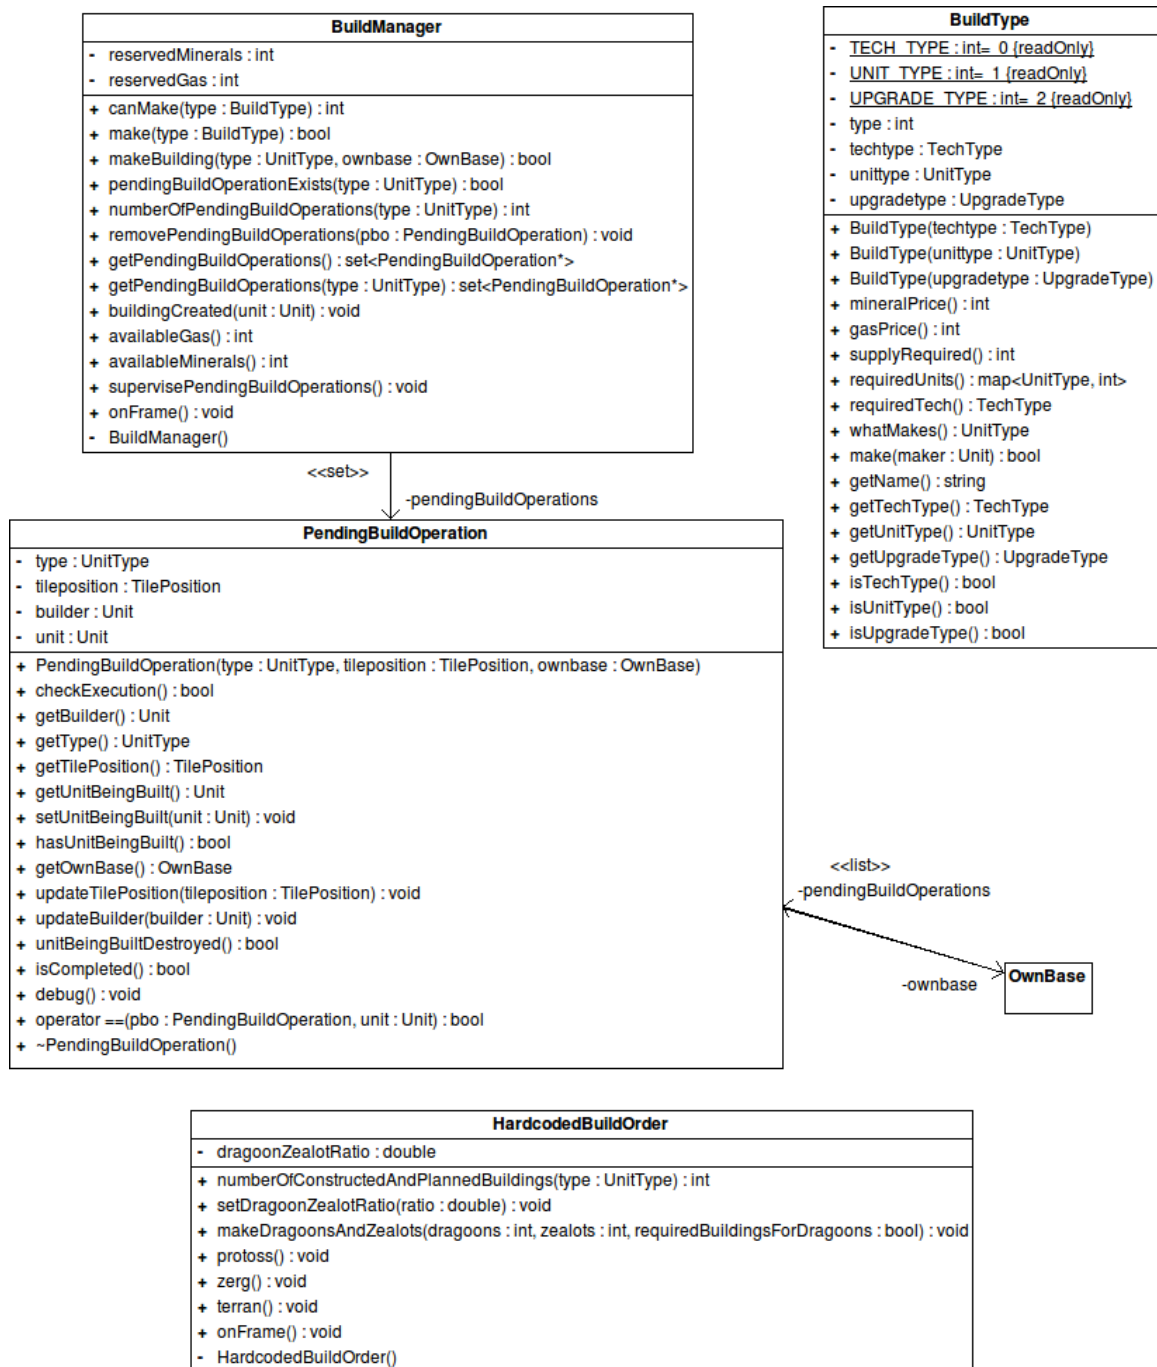 BuildManager
- reservedMinerals : int
- reservedGas : int
+ canMake(type : BuildType) : int
+ make(type : BuildType) : bool
+ makeBuilding(type : UnitType, ownbase : OwnBase) : bool
+ pendingBuildOperationExists(type : UnitType) : bool
+ numberOfPendingBuildOperations(type : UnitType) : int
+ removePendingBuildOperations(pbo : PendingBuildOperation) : void
+ getPendingBuildOperations() : set<PendingBuildOperation*>
+ getPendingBuildOperations(type : UnitType) : set<PendingBuildOperation*>
+ buildingCreated(unit : Unit) : void
+ availableGas() : int
+ availableMinerals() : int
+ supervisePendingBuildOperations() : void
+ onFrame() : void
- BuildManager()
BuildType
- TECH_TYPE : int= 0 {readOnly}
- UNIT_TYPE : int= 1 {readOnly}
- UPGRADE_TYPE : int= 2 {readOnly}
- type : int
- techtype : TechType
- unittype : UnitType
- upgradetype : UpgradeType
+ BuildType(techtype : TechType)
+ BuildType(unittype : UnitType)
+ BuildType(upgradetype : UpgradeType)
+ mineralPrice() : int
+ gasPrice() : int
+ supplyRequired() : int
+ requiredUnits() : map<UnitType, int>
+ requiredTech() : TechType
+ whatMakes() : UnitType
+ make(maker : Unit) : bool
+ getName() : string
+ getTechType() : TechType
+ getUnitType() : UnitType
+ getUpgradeType() : UpgradeType
+ isTechType() : bool
+ isUnitType() : bool
+ isUpgradeType() : bool
<<set>>
-pendingBuildOperations
PendingBuildOperation
- type : UnitType
- tileposition : TilePosition
- builder : Unit
- unit : Unit
+ PendingBuildOperation(type : UnitType, tileposition : TilePosition, ownbase : OwnBase)
+ checkExecution() : bool
+ getBuilder() : Unit
+ getType() : UnitType
+ getTilePosition() : TilePosition
+ getUnitBeingBuilt() : Unit
+ setUnitBeingBuilt(unit : Unit) : void
+ hasUnitBeingBuilt() : bool
+ getOwnBase() : OwnBase
+ updateTilePosition(tileposition : TilePosition) : void
+ updateBuilder(builder : Unit) : void
+ unitBeingBuiltDestroyed() : bool
+ isCompleted() : bool
+ debug() : void
+ operator ==(pbo : PendingBuildOperation, unit : Unit) : bool
+ ~PendingBuildOperation()
<<list>>
-pendingBuildOperations
-ownbase
OwnBase
HardcodedBuildOrder
- dragoonZealotRatio : double
+ numberOfConstructedAndPlannedBuildings(type : UnitType) : int
+ setDragoonZealotRatio(ratio : double) : void
+ makeDragoonsAndZealots(dragoons : int, zealots : int, requiredBuildingsForDragoons : bool) : void
+ protoss() : void
+ zerg() : void
+ terran() : void
+ onFrame() : void
- HardcodedBuildOrder()